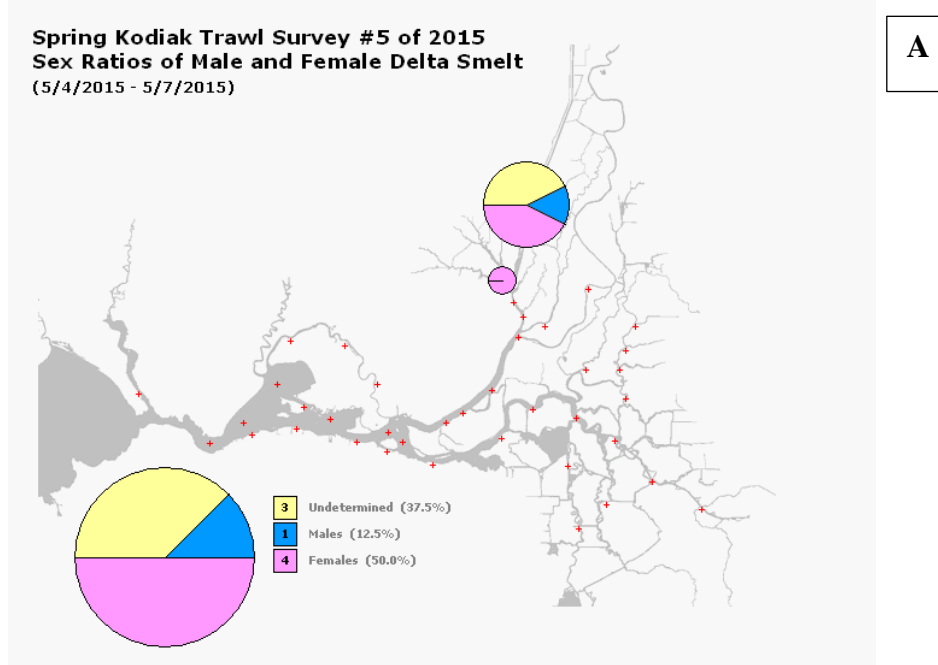 Spring Kodiak Trawl Survey #5 of 2015
Sex Ratios of Male and Female Delta Smelt
(5/4/2015 - 5/7/2015)
A
3 Undetermined (37.5%)
1 Males (12.5%)
4 Females (50.0%)